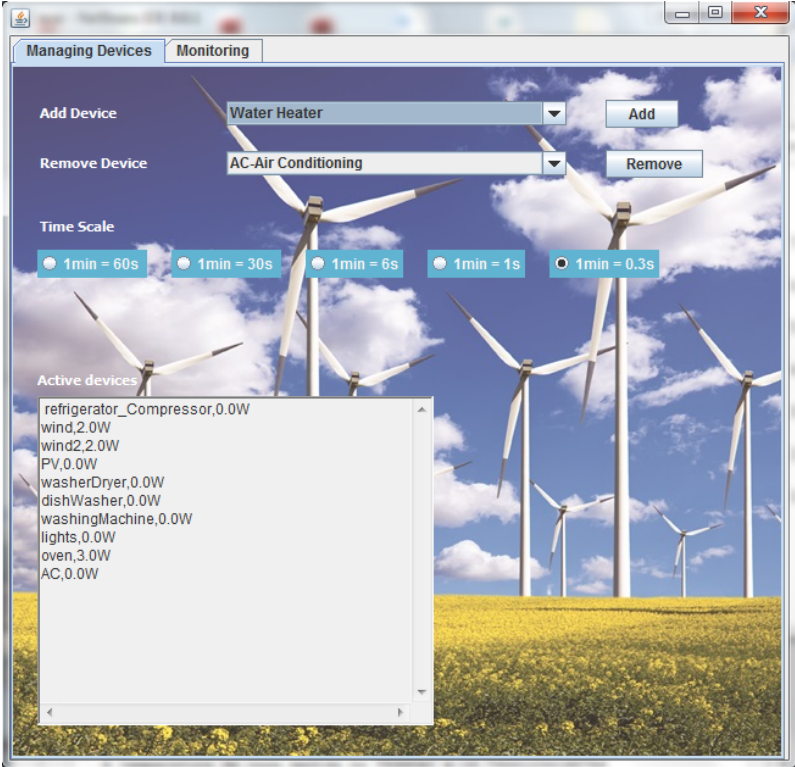 Managing Devices Monitoring
Add Device Water Heater Add
Remove Device AC-Air Conditioning Remove
Time Scale
1min = 60s 1min = 30s 1min = 6s 1min = 1s 1min = 0.3s
Active devices
refrigerator_Compressor,0.0W
wind,2.0W
wind2,2.0W
PV,0.0W
washerDryer,0.0W
dishWasher,0.0W
washingMachine,0.0W
lights,0.0W
oven,3.0W
AC,0.0W